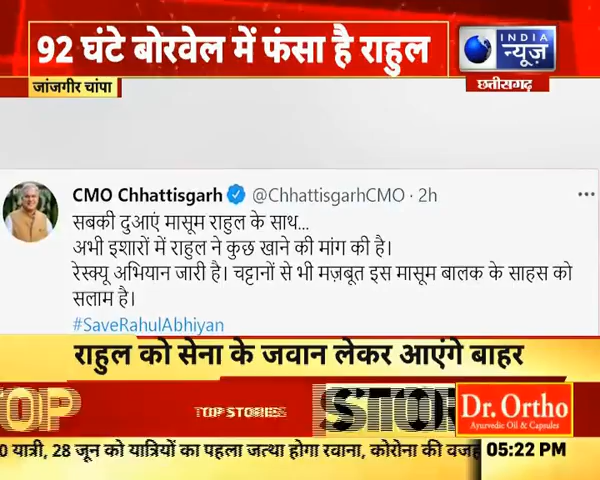 92 घंटे बोरवेल में फंसा है राहुल
INDIA
न्यूज़
जांजगीर चांपा
छत्तीसगढ़
CMO Chhattisgarh @ChhattisgarhCMO · 2h
सबकी दुआएं मासूम राहुल के साथ...
अभी इशारों में राहुल ने कुछ खाने की मांग की है।
रेस्क्यू अभियान जारी है। चट्टानों से भी मज़बूत इस मासूम बालक के साहस को
सलाम है।
#SaveRahulAbhiyan
राहुल को सेना के जवान लेकर आएंगे बाहर
TOP
TOP STORIES
STO
Dr. Ortho
Ayurvedic Oil & Capsules
0 यात्री, 28 जून को यात्रियों का पहला जत्था होगा रवाना, कोरोना की वजह
05:22 PM